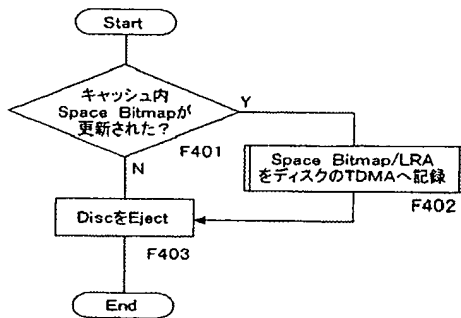 Start
キャッシュ内
Space Bitmapが
更新された？
Y
N
F401
Space Bitmap/LRA
をディスクのTDMAへ記録
F402
DiscをEject
F403
End